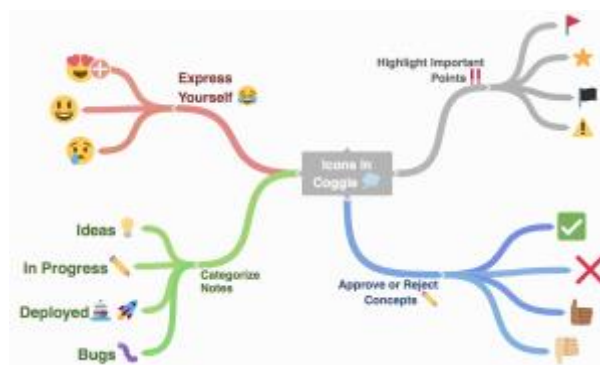 Express
Yourself 😂
Highlight Important
Points ‼️
Icons in
Coggle 💭
Ideas 💡
In Progress ✏️
Deployed 🚢 🚀
Bugs 🐛
Categorize
Notes
Approve or Reject
Concepts ✏️